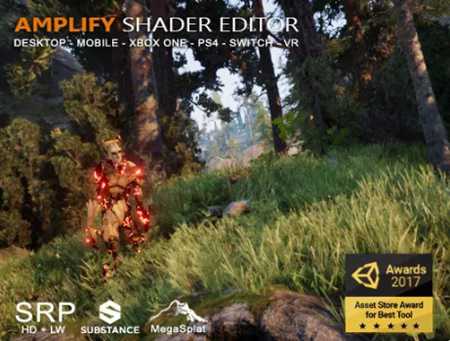 AMPLIFY SHADER EDITOR
DESKTOP - MOBILE - XBOX ONE - PS4 - SWITCH - VR
Awards
2017
Asset Store Award
for Best Tool
SRP
HD + LW
SUBSTANCE
MegaSplat